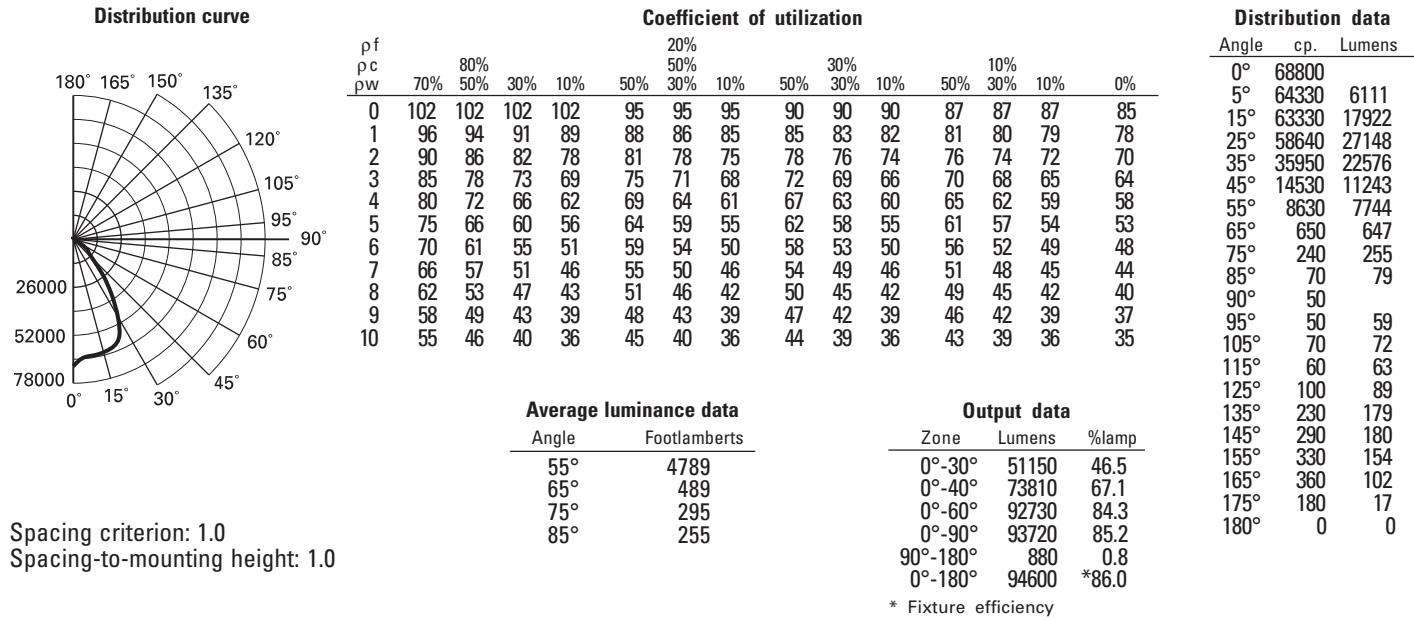 Distribution curve
180° 165° 150° 135°
120°
105°
95°
90°
85°
75°
60°
45°
30°
15°
0°
26000
52000
78000
Spacing criterion: 1.0
Spacing-to-mounting height: 1.0
Coefficient of utilization
ρf 20%
ρc 80% 50% 30% 10%
ρw 70% 50% 30% 10% 50% 30% 10% 50% 30% 10% 50% 30% 10% 0%
0 102 102 102 102 95 95 95 90 90 90 87 87 87 85
1 96 94 91 89 88 86 85 85 83 82 81 80 79 78
2 90 86 82 78 81 78 75 78 76 74 76 74 72 70
3 85 78 73 69 75 71 68 72 69 66 70 68 65 64
4 80 72 66 62 69 64 61 67 63 60 65 62 59 58
5 75 66 60 56 64 59 55 62 58 55 61 57 54 53
6 70 61 55 51 59 54 50 58 53 50 56 52 49 48
7 66 57 51 46 55 50 46 54 49 46 51 48 45 44
8 62 53 47 43 51 46 42 50 45 42 49 45 42 40
9 58 49 43 39 48 43 39 47 42 39 46 42 39 37
10 55 46 40 36 45 40 36 44 39 36 43 39 36 35
Average luminance data
Angle Footlamberts
55° 4789
65° 489
75° 295
85° 255
Output data
Zone Lumens %lamp
0°-30° 51150 46.5
0°-40° 73810 67.1
0°-60° 92730 84.3
0°-90° 93720 85.2
90°-180° 880 0.8
0°-180° 94600 *86.0
* Fixture efficiency
Distribution data
Angle cp. Lumens
0° 68800
5° 64330 6111
15° 63330 17922
25° 58640 27148
35° 35950 22576
45° 14530 11243
55° 8630 7744
65° 650 647
75° 240 255
85° 70 79
90° 50
95° 50 59
105° 70 72
115° 60 63
125° 100 89
135° 230 179
145° 290 180
155° 330 154
165° 360 102
175° 180 17
180° 0 0